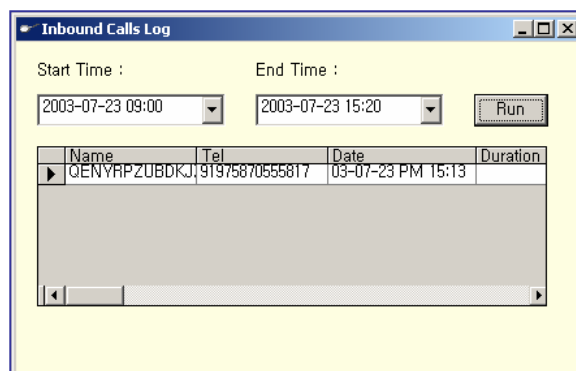 Inbound Calls Log
Start Time : End Time :
2003-07-23 09:00 2003-07-23 15:20 Run
Name Tel Date Duration
QENYRPZUBDKJ 91975870555817 03-07-23 PM 15:13